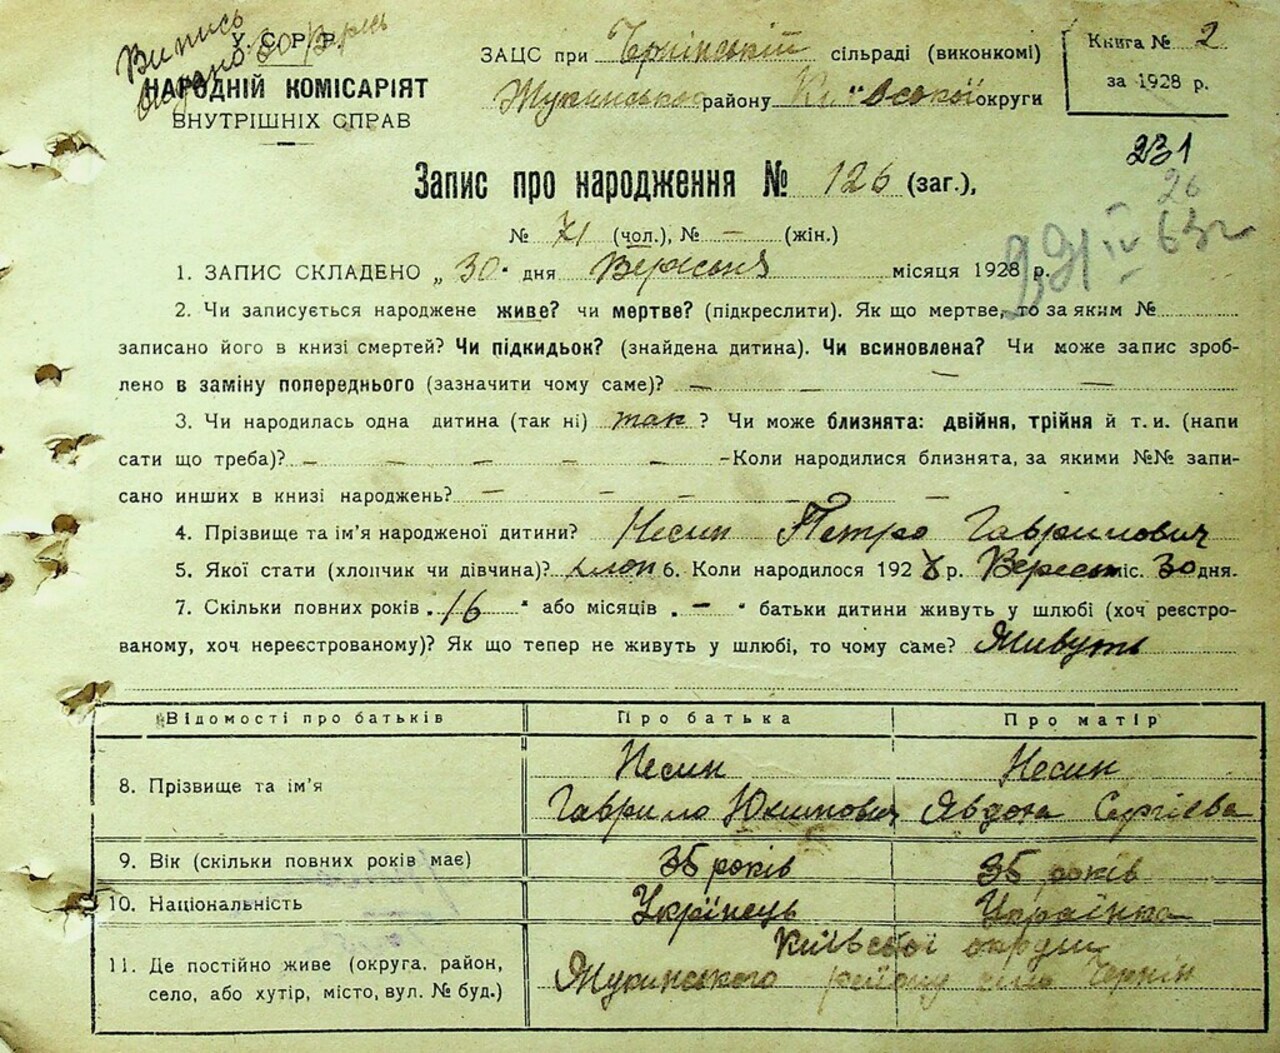 Випись
У. С. Р. Р.
НАРОДНІЙ КОМІСАРІЯТ
ВНУТРІШНІХ СПРАВ
ЗАЦС при Чернінській сільраді (виконкомі)
Жукинського району Київської округи
Книга № 2
за 1928 р.
231
26
Запис про народження № 126 (заг.),
№ 71 (чол.), № — (жін.)
1. ЗАПИС СКЛАДЕНО „30" дня Вересня місяця 1928 р.
2. Чи записується народжене живе? чи мертве? (підкреслити). Як що мертве, то за яким №
записано його в книзі смертей? Чи підкидьок? (знайдена дитина). Чи всиновлена? Чи може запис зроб-
лено в заміну попереднього (зазначити чому саме)? — — — —
3. Чи народилась одна дитина (так ні) так ? Чи може близнята: двійня, трійня й т. и. (напи
сати що треба)? — — — — — — Коли народилися близнята, за якими №№ запи-
сано инших в книзі народжень? — — — — —
4. Прізвище та ім'я народженої дитини? Несин Петро Гаврилович
5. Якої стати (хлопчик чи дівчина)? хлоп 6. Коли народилося 1928 р. Вересня міс. 30 дня.
7. Скільки повних років „16" або місяців „—" батьки дитини живуть у шлюбі (хоч реєстро-
ваному, хоч нереєстрованому)? Як що тепер не живуть у шлюбі, то чому саме? Живуть
Відомості про батьків Про батька Про матір
8. Прізвище та ім'я Несин Гаврило Юхимович Несин Явдоха Сергієва
9. Вік (скільки повних років має) 35 років 35 років
10. Національність Українець Українка
11. Де постійно живе (округа, район,
село, або хутір, місто, вул. № буд.)
Київської округи
Жукинського району село Чернін